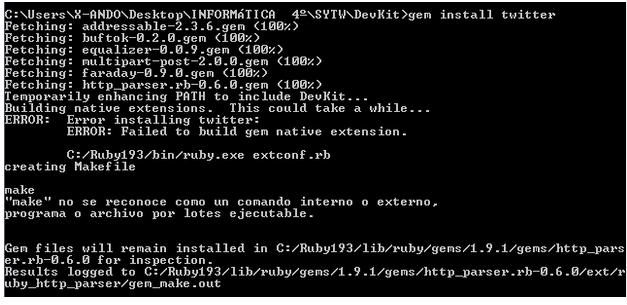 C:\Users\X-ANDO\Desktop\INFORMáTICA  4º\SYTW\DevKit>gem install twitter
Fetching: addressable-2.3.6.gem (100%)
Fetching: buftok-0.2.0.gem (100%)
Fetching: equalizer-0.0.9.gem (100%)
Fetching: multipart-post-2.0.0.gem (100%)
Fetching: faraday-0.9.0.gem (100%)
Fetching: http_parser.rb-0.6.0.gem (100%)
Temporarily enhancing PATH to include DevKit...
Building native extensions.  This could take a while...
ERROR:  Error installing twitter:
        ERROR: Failed to build gem native extension.
        C:/Ruby193/bin/ruby.exe extconf.rb
creating Makefile
make
"make" no se reconoce como un comando interno o externo,
programa o archivo por lotes ejecutable.
Gem files will remain installed in C:/Ruby193/lib/ruby/gems/1.9.1/gems/http_pars
er.rb-0.6.0 for inspection.
Results logged to C:/Ruby193/lib/ruby/gems/1.9.1/gems/http_parser.rb-0.6.0/ext/r
uby_http_parser/gem_make.out